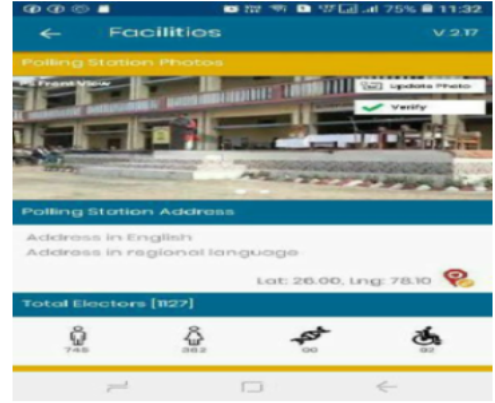 75% 11:32
Facilities V 2.17
Polling Station Photos
PS Front View
Update Photo
Verify
Polling Station Address
Address in English
Address in regional language
Lat: 26.00, Lng: 78.10
Total Electors [1127]
745 382 00 02